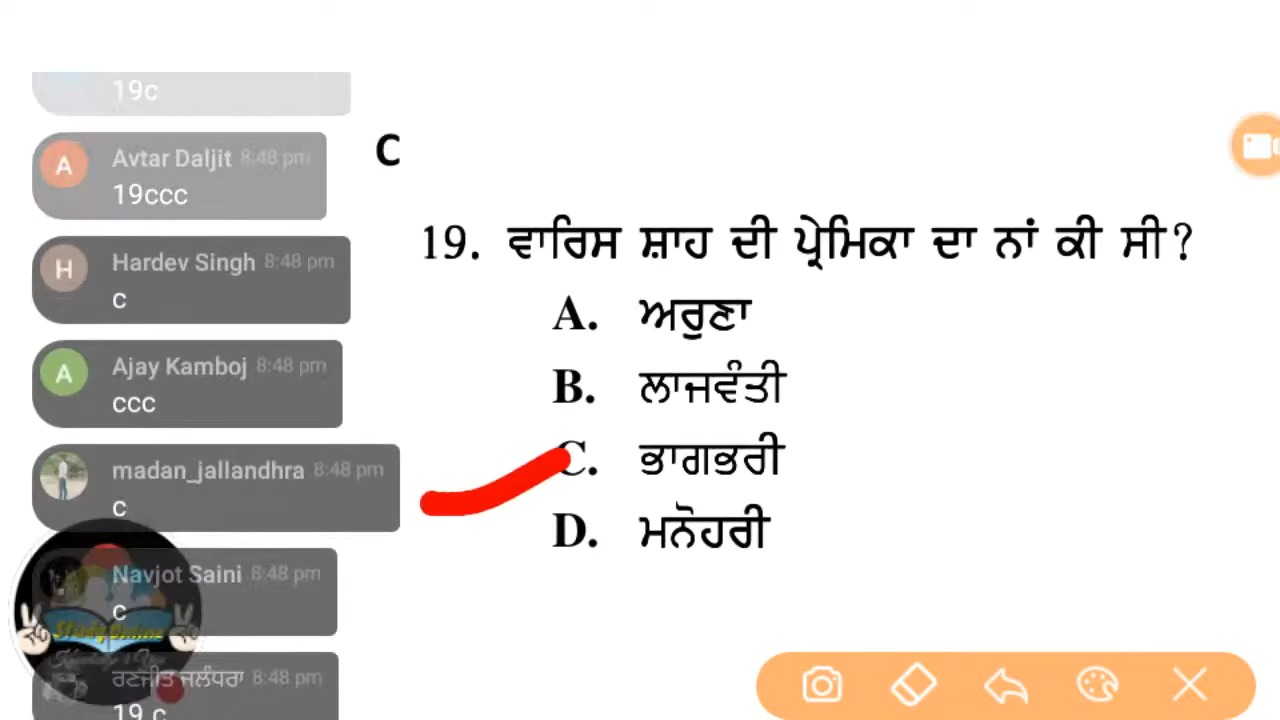 19c
Avtar Daljit 8:48 pm
19ccc
Hardev Singh 8:48 pm
c
Ajay Kamboj 8:48 pm
ccc
madan_jallandhra 8:48 pm
c
Navjot Saini 8:48 pm
c
Study Online
ਰਣਜੀਤ ਜਲੰਧਰਾ 8:48 pm
19 c
C
19. ਵਾਰਿਸ ਸ਼ਾਹ ਦੀ ਪ੍ਰੇਮਿਕਾ ਦਾ ਨਾਂ ਕੀ ਸੀ?
A. ਅਰੁਣਾ
B. ਲਾਜਵੰਤੀ
C. ਭਾਗਭਰੀ
D. ਮਨੋਹਰੀ